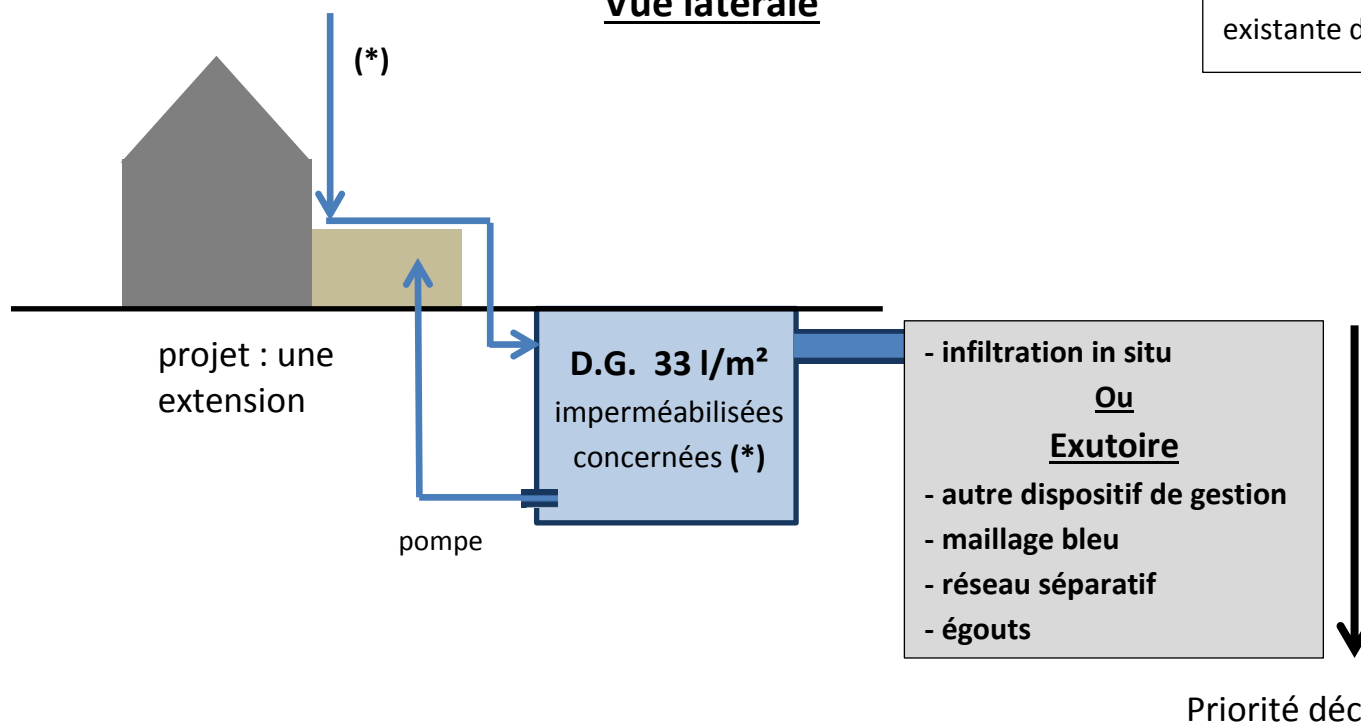 Vue latérale
existante d
(*)
projet : une
extension
D.G. 33 l/m²
imperméabilisées
concernées (*)
pompe
- infiltration in situ
Ou
Exutoire
- autre dispositif de gestion
- maillage bleu
- réseau séparatif
- égouts
Priorité déc